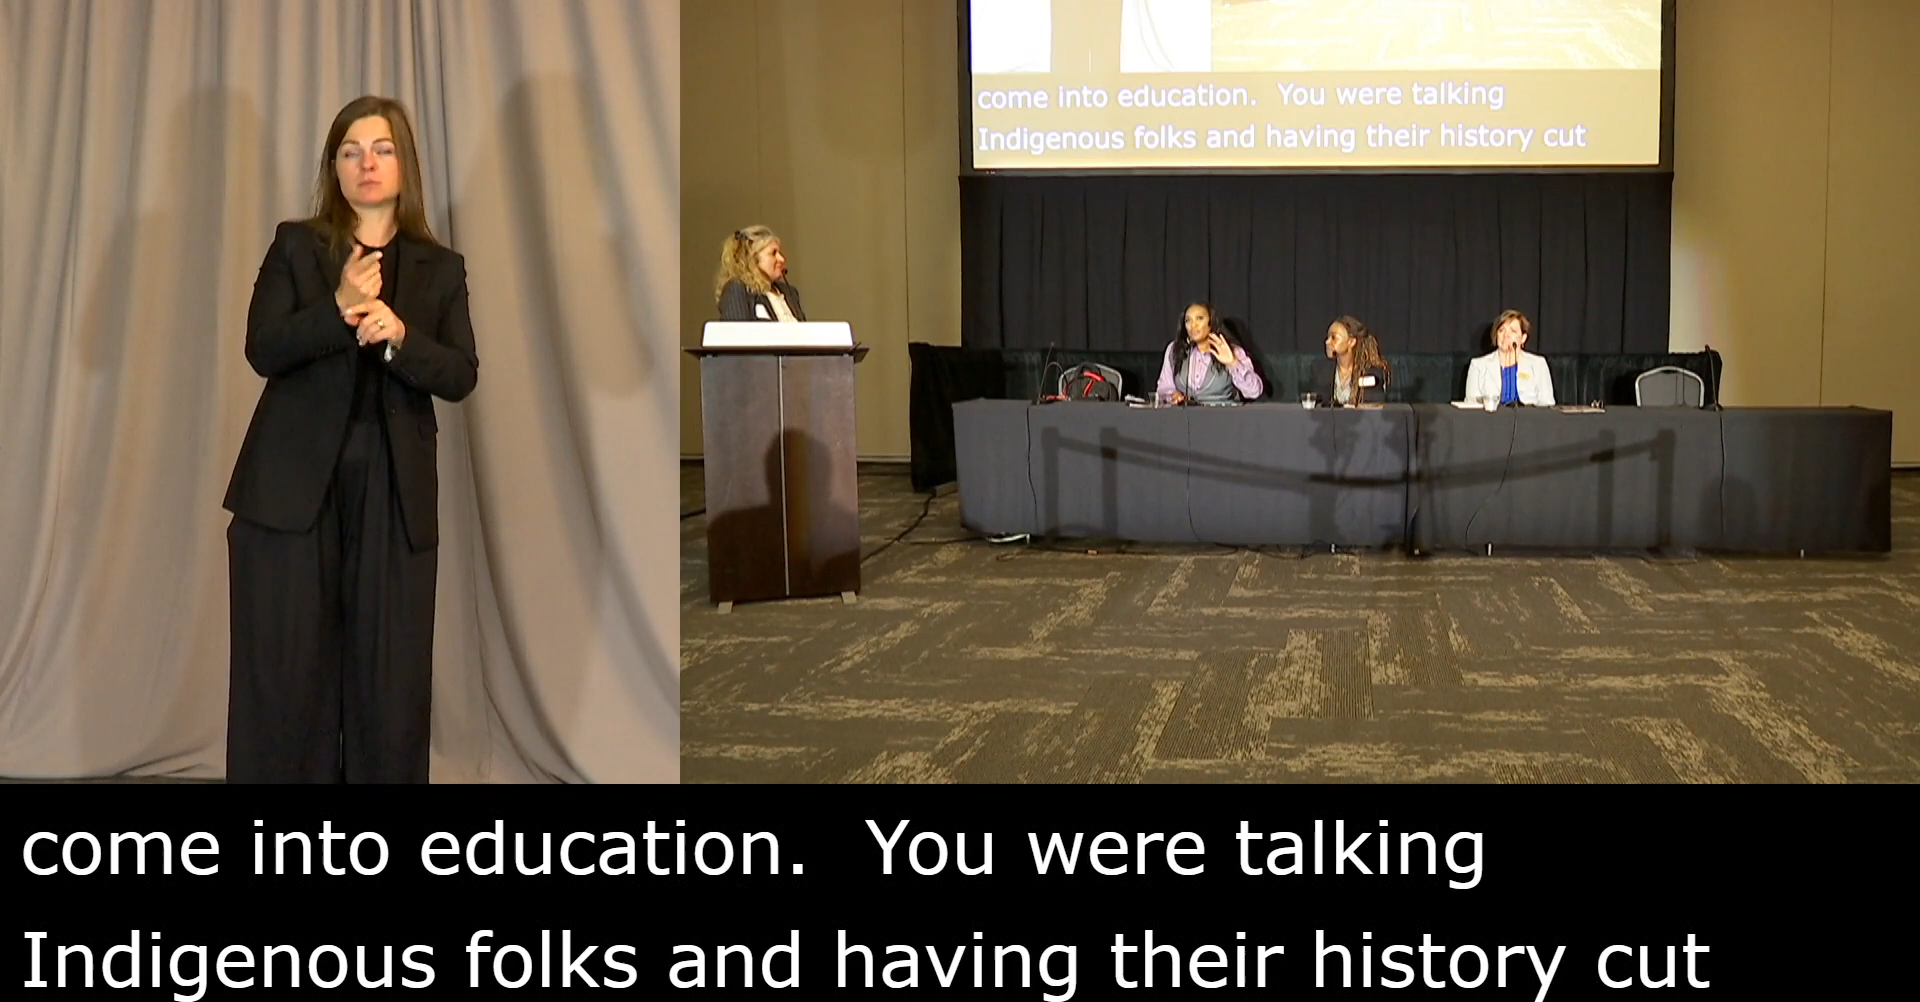 come into education.  You were talking
Indigenous folks and having their history cut
come into education.  You were talking
Indigenous folks and having their history cut